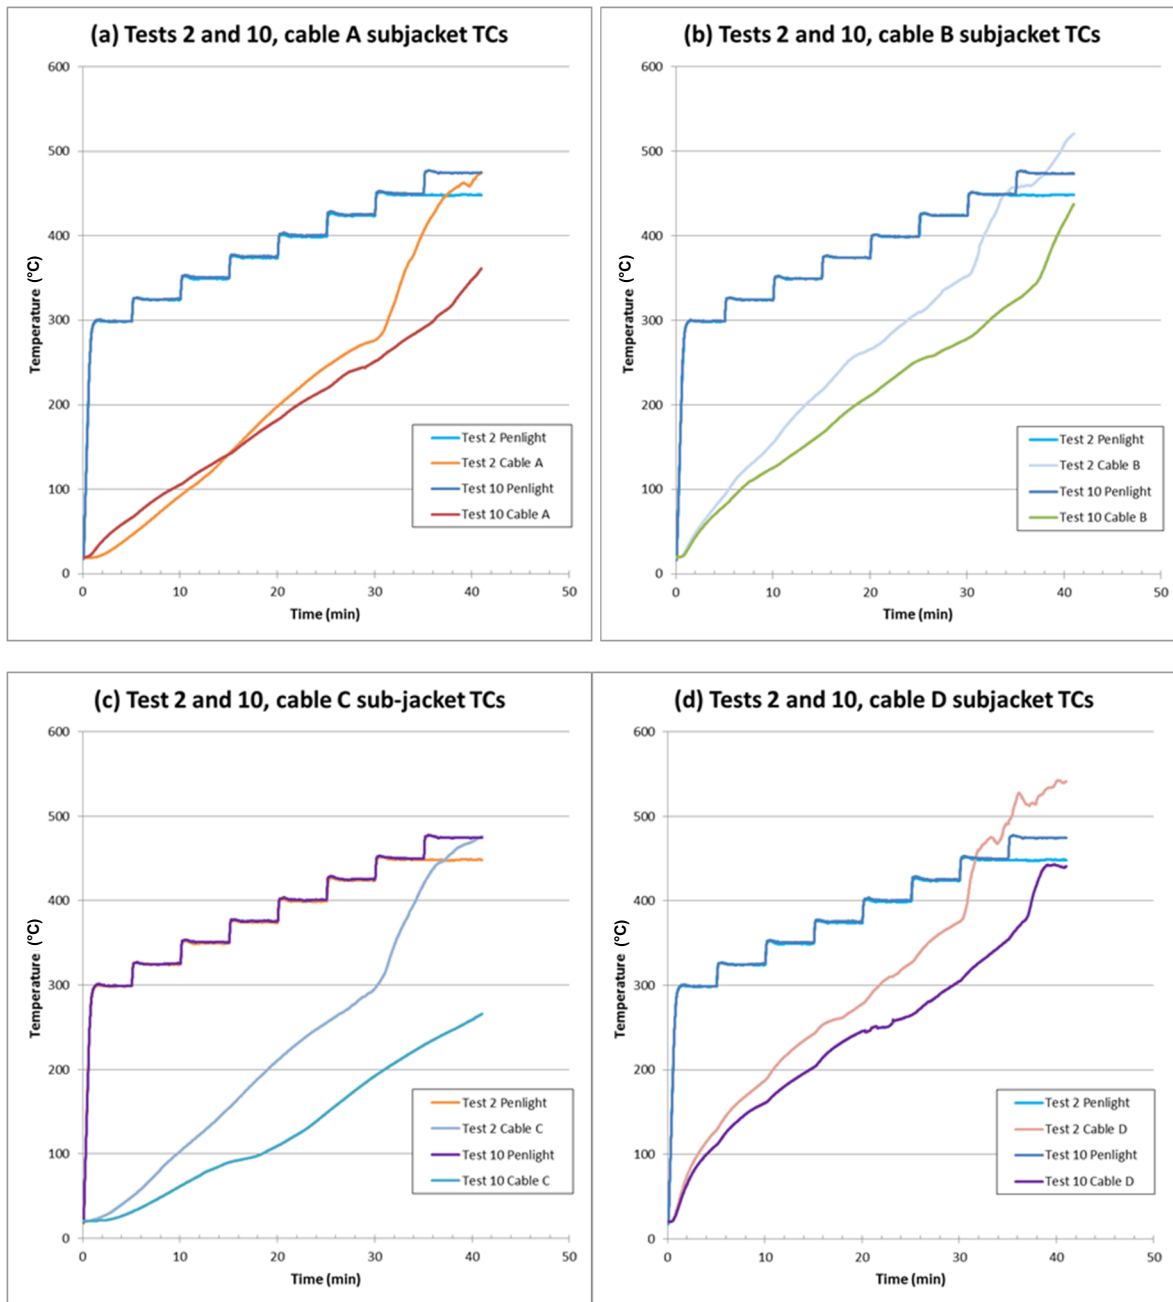 (a) Tests 2 and 10, cable A subjacket TCs
600
500
400
300
200
100
0
Temperature (°C)
0 10 20 30 40 50
Time (min)
Test 2 Penlight
Test 2 Cable A
Test 10 Penlight
Test 10 Cable A
(b) Tests 2 and 10, cable B subjacket TCs
600
500
400
300
200
100
0
Temperature (°C)
0 10 20 30 40 50
Time (min)
Test 2 Penlight
Test 2 Cable B
Test 10 Penlight
Test 10 Cable B
(c) Test 2 and 10, cable C sub-jacket TCs
600
500
400
300
200
100
0
Temperature (°C)
0 10 20 30 40 50
Time (min)
Test 2 Penlight
Test 2 Cable C
Test 10 Penlight
Test 10 Cable C
(d) Tests 2 and 10, cable D subjacket TCs
600
500
400
300
200
100
0
Temperature (°C)
0 10 20 30 40 50
Time (min)
Test 2 Penlight
Test 2 Cable D
Test 10 Penlight
Test 10 Cable D